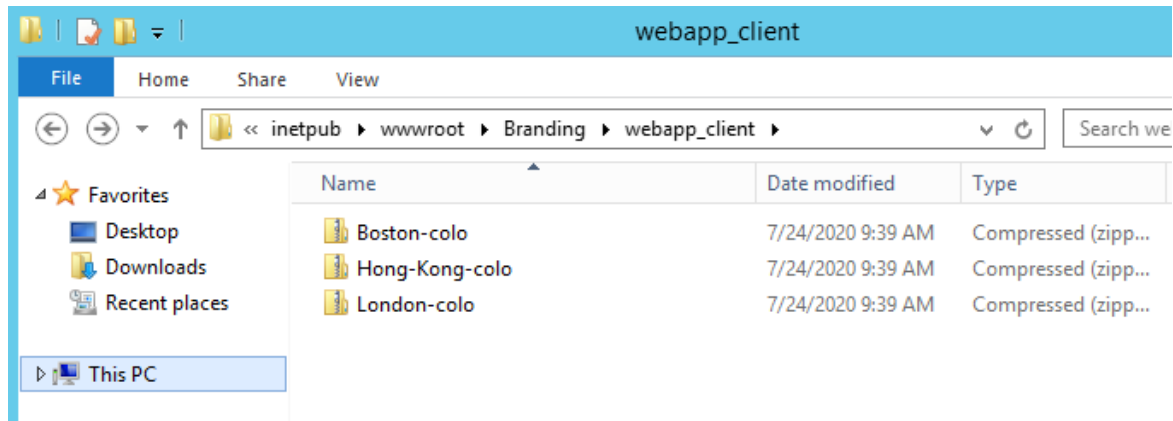 webapp_client
File Home Share View
« inetpub ▸ wwwroot ▸ Branding ▸ webapp_client ▸ Search we
Favorites Name Date modified Type
Desktop Boston-colo 7/24/2020 9:39 AM Compressed (zipp...
Downloads Hong-Kong-colo 7/24/2020 9:39 AM Compressed (zipp...
Recent places London-colo 7/24/2020 9:39 AM Compressed (zipp...
This PC